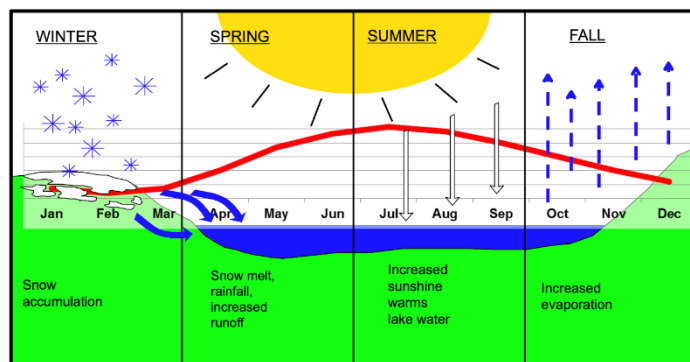 WINTER
SPRING
SUMMER
FALL
Jan Feb Mar Apr May Jun Jul Aug Sep Oct Nov Dec
Snow
accumulation
Snow melt,
rainfall,
increased
runoff
Increased
sunshine
warms
lake water
Increased
evaporation